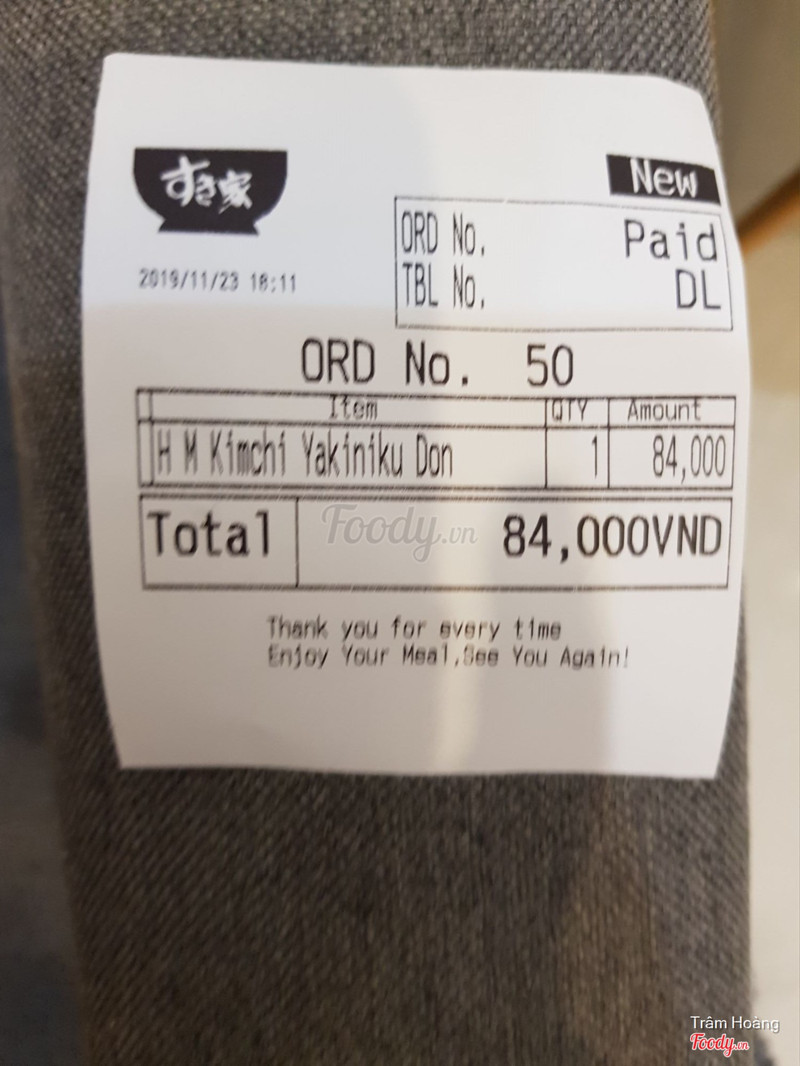 すき家
New
ORD No. Paid
TBL No. DL
2019/11/23 18:11
ORD No. 50
Item QTY Amount
H M Kimchi Yakiniku Don 1 84,000
Total 84,000VND
Foody.vn
Thank you for every time
Enjoy Your Meal,See You Again!
Trâm Hoàng
Foody.vn